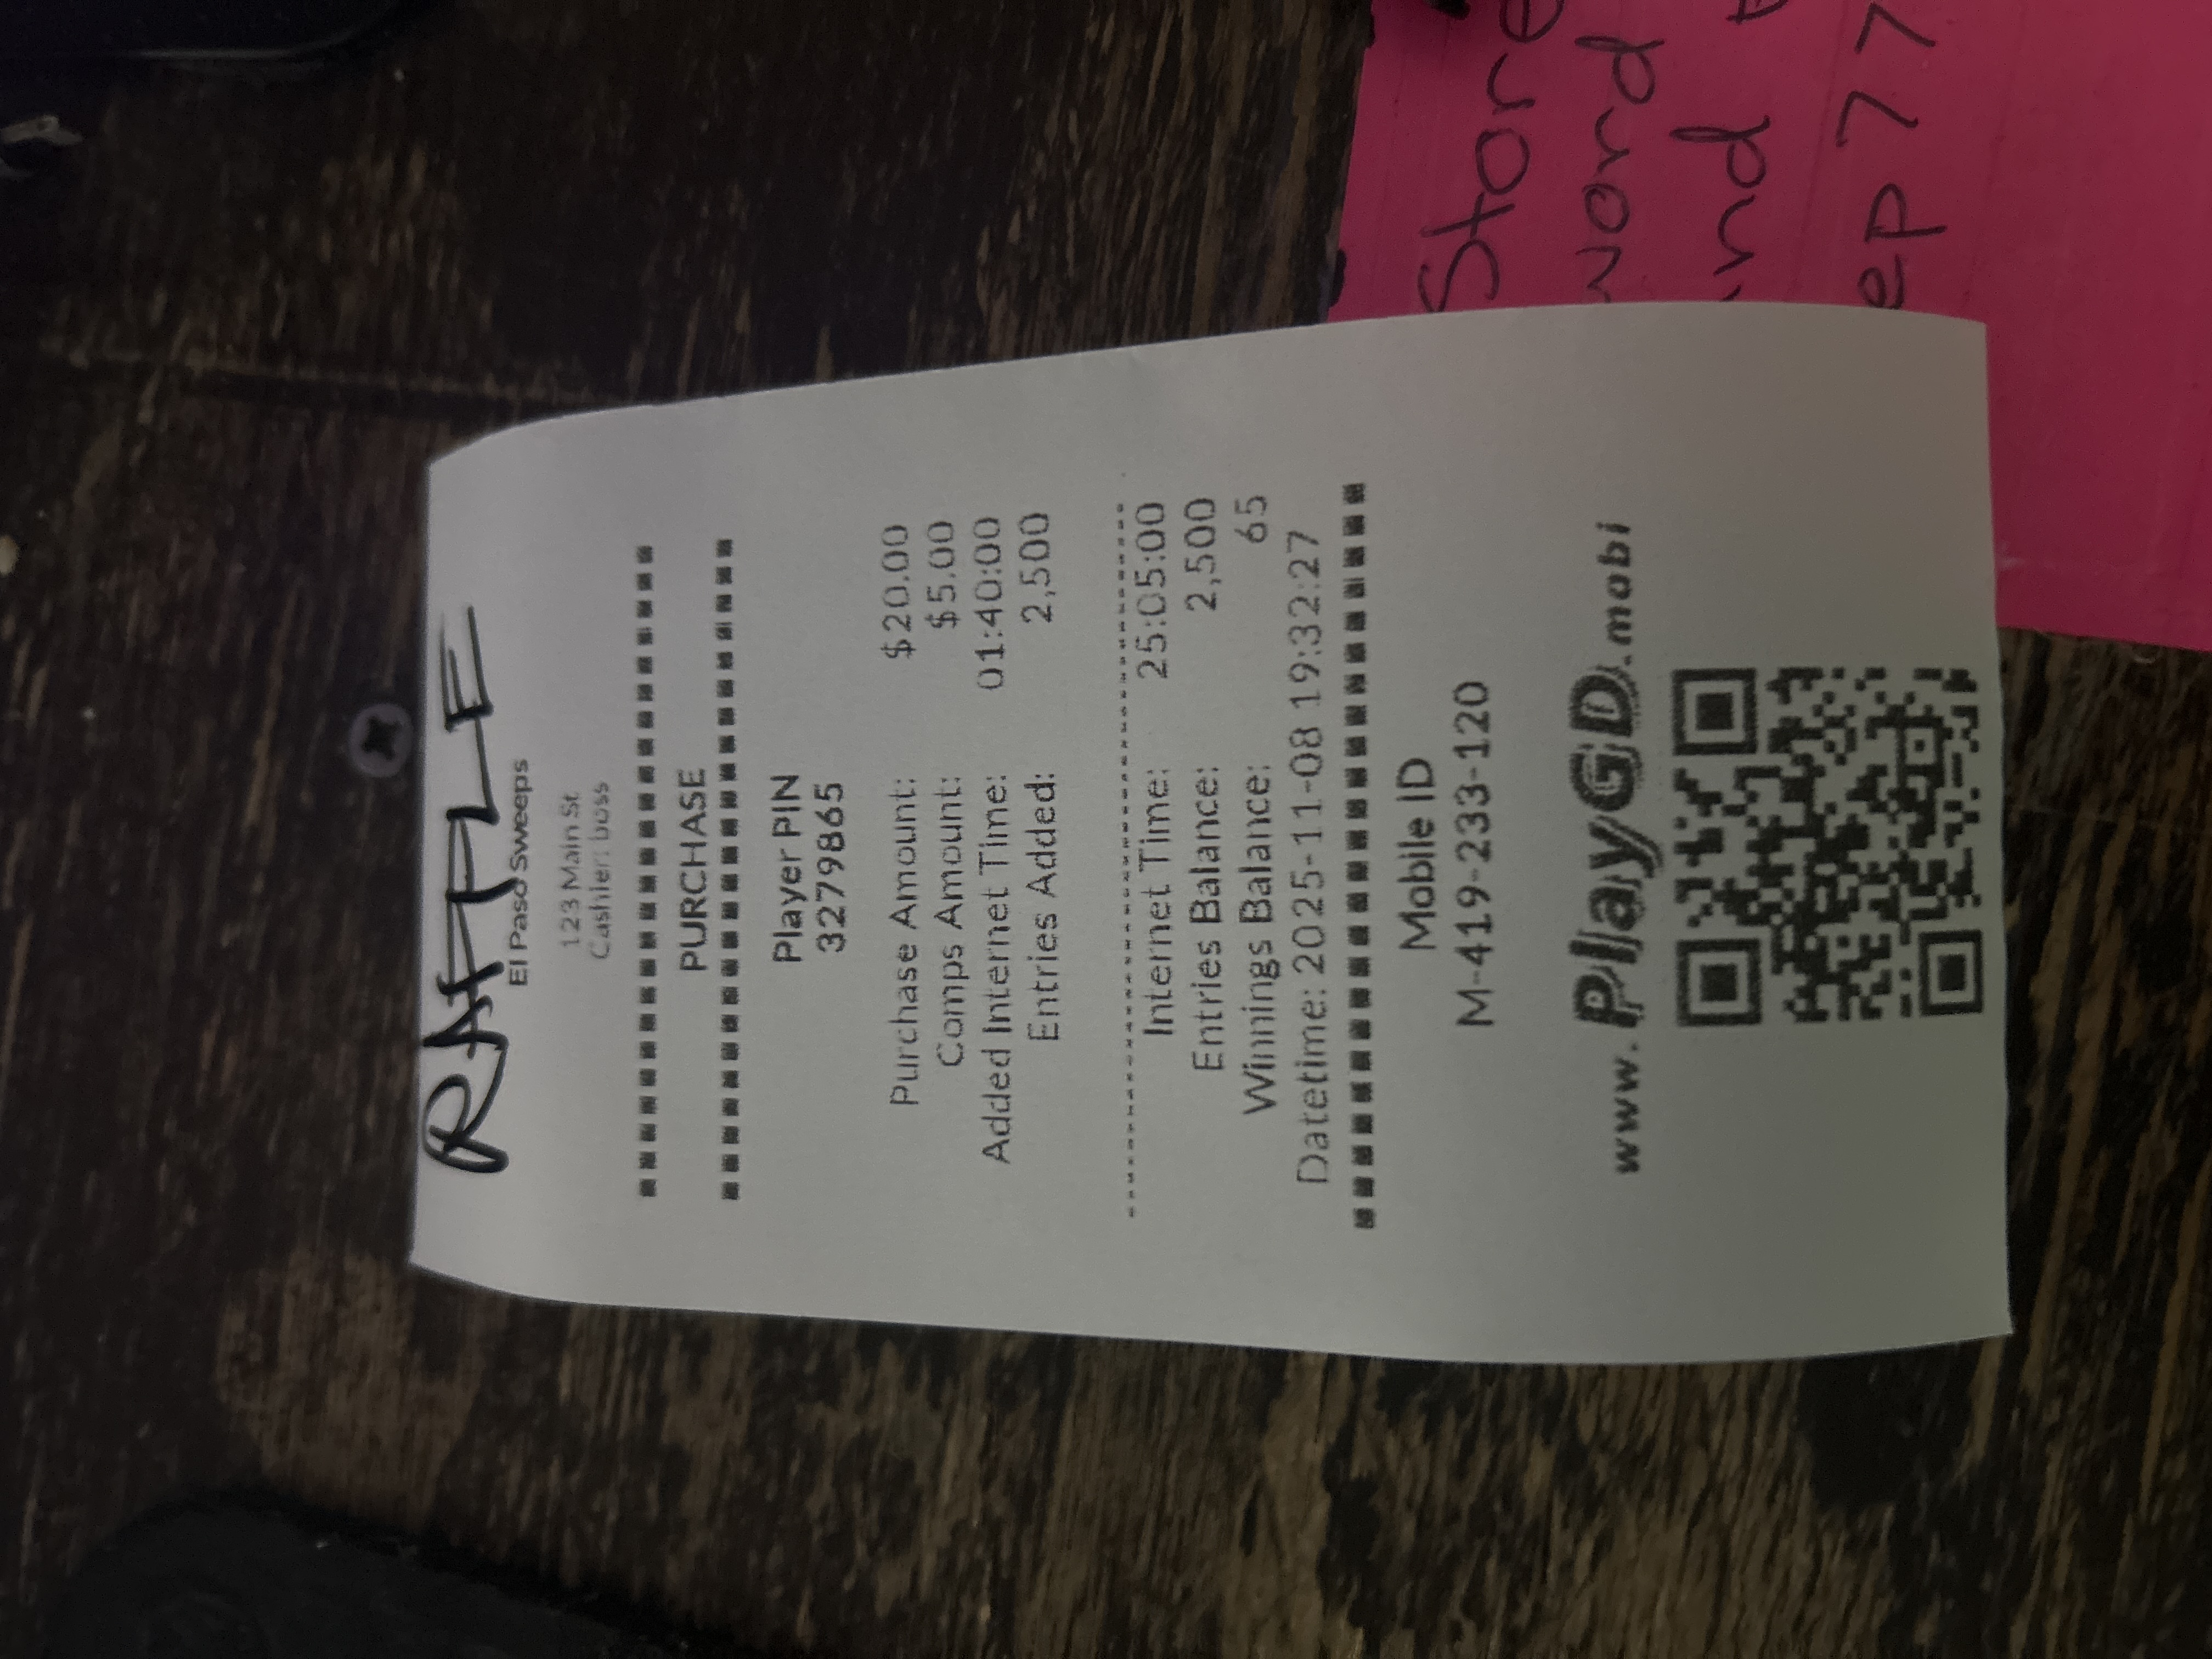 RAFFLE
El Paso Sweeps
123 Main St
Cashier: boss
PURCHASE
Player PIN
3279865
Purchase Amount: $20.00
Comps Amount: $5.00
Added Internet Time: 01:40:00
Entries Added: 2,500
Internet Time: 25:05:00
Entries Balance: 2,500
Winnings Balance: 65
Datetime: 2025-11-08 19:32:27
Mobile ID
M-419-233-120
www.PlayGD.mobi
Store
word
ep77